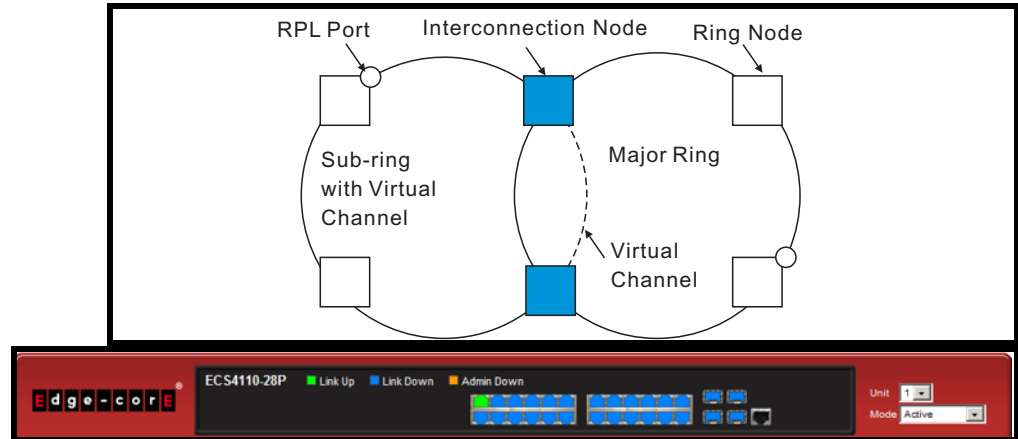 RPL Port
Interconnection Node
Ring Node
Sub-ring
with Virtual
Channel
Major Ring
Virtual
Channel
Edge-corE®
ECS4110-28P
Link Up
Link Down
Admin Down
Unit 1
Mode Active